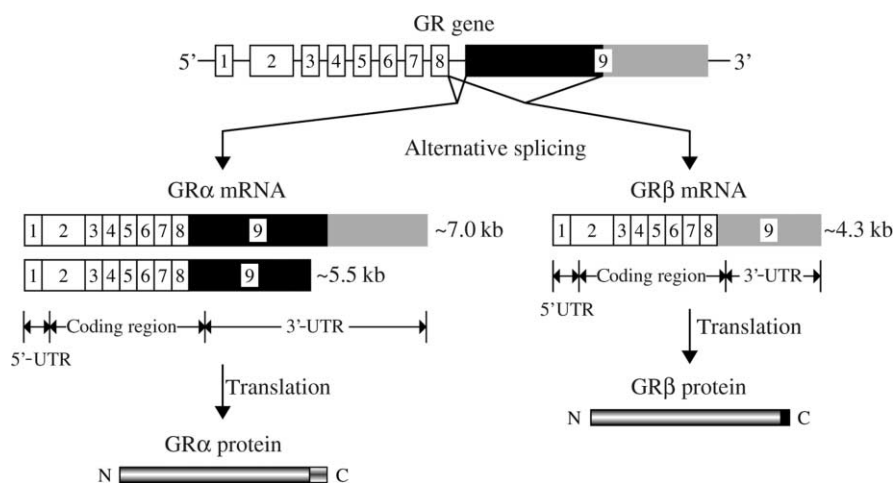 GR gene
5' 1 2 3 4 5 6 7 8 9 3'
Alternative splicing
GRα mRNA
1 2 3 4 5 6 7 8 9 ~7.0 kb
1 2 3 4 5 6 7 8 9 ~5.5 kb
Coding region 3'-UTR
5'-UTR
Translation
GRα protein
N C
GRβ mRNA
1 2 3 4 5 6 7 8 9 ~4.3 kb
Coding region 3'-UTR
5'UTR
Translation
GRβ protein
N C